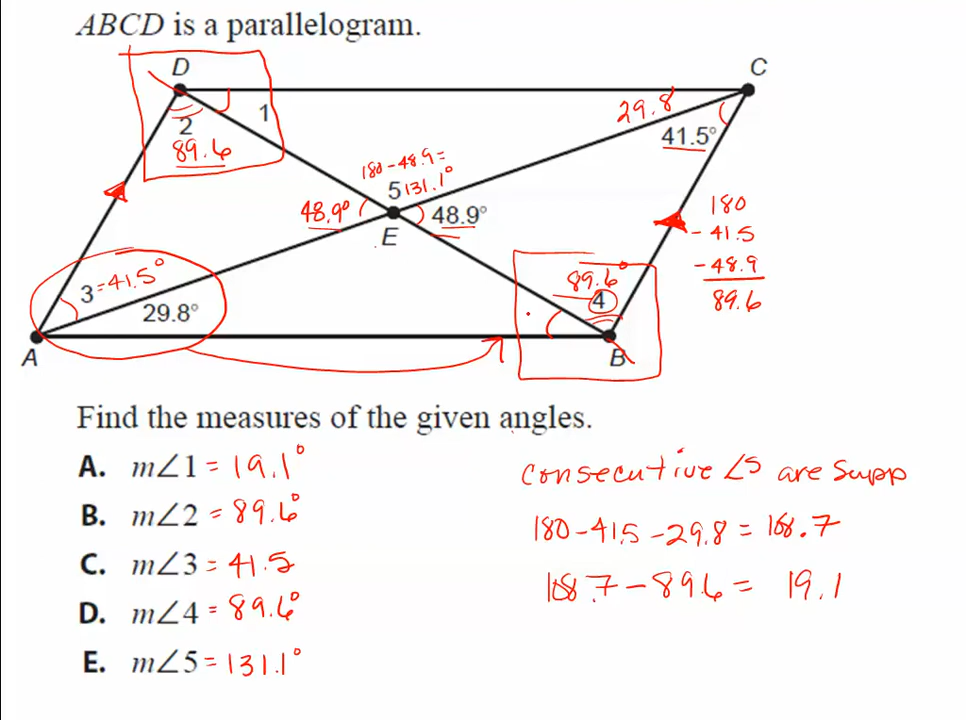 ABCD is a parallelogram.
D
C
1
2
89.6
29.8
41.5°
180-48.9=
5 131.1°
48.9°
48.9°
E
180
- 41.5
- 48.9
89.6
89.6°
4
3 =41.5°
29.8°
A
B
Find the measures of the given angles.
A. m∠1 = 19.1°
B. m∠2 = 89.6°
C. m∠3 = 41.5
D. m∠4 = 89.6°
E. m∠5 = 131.1°
consecutive ∠s are supp
180-41.5-29.8 = 108.7
108.7-89.6 = 19.1